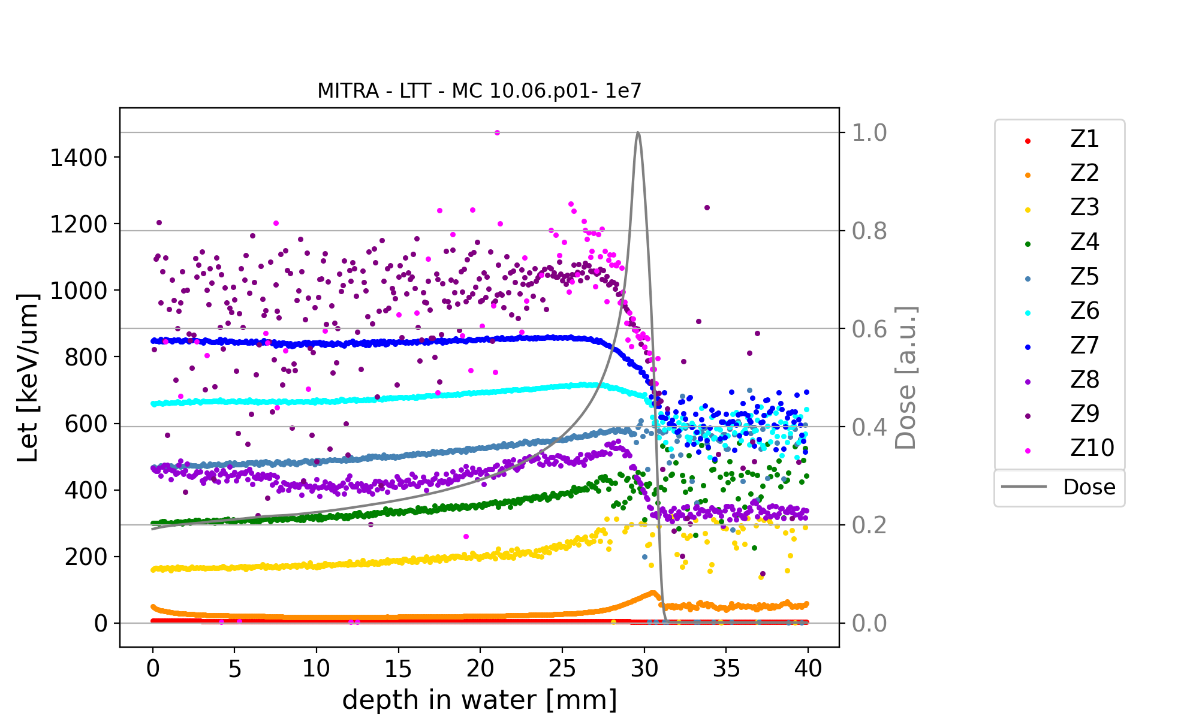 MITRA - LTT - MC 10.06.p01- 1e7
Let [keV/um]
1400
1200
1000
800
600
400
200
0
0 5 10 15 20 25 30 35 40
depth in water [mm]
1.0
0.8
0.6
0.4
0.2
0.0
Dose [a.u.]
Z1
Z2
Z3
Z4
Z5
Z6
Z7
Z8
Z9
Z10
Dose